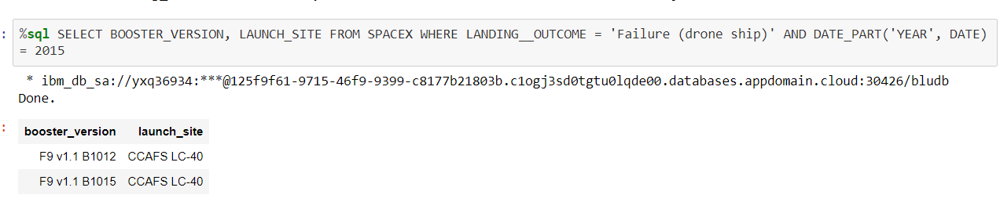 : %sql SELECT BOOSTER_VERSION, LAUNCH_SITE FROM SPACEX WHERE LANDING__OUTCOME = 'Failure (drone ship)' AND DATE_PART('YEAR', DATE)
= 2015
* ibm_db_sa://yxq36934:***@125f9f61-9715-46f9-9399-c8177b21803b.c1ogj3sd0tgtu0lqde00.databases.appdomain.cloud:30426/bludb
Done.
:
booster_version launch_site
F9 v1.1 B1012 CCAFS LC-40
F9 v1.1 B1015 CCAFS LC-40